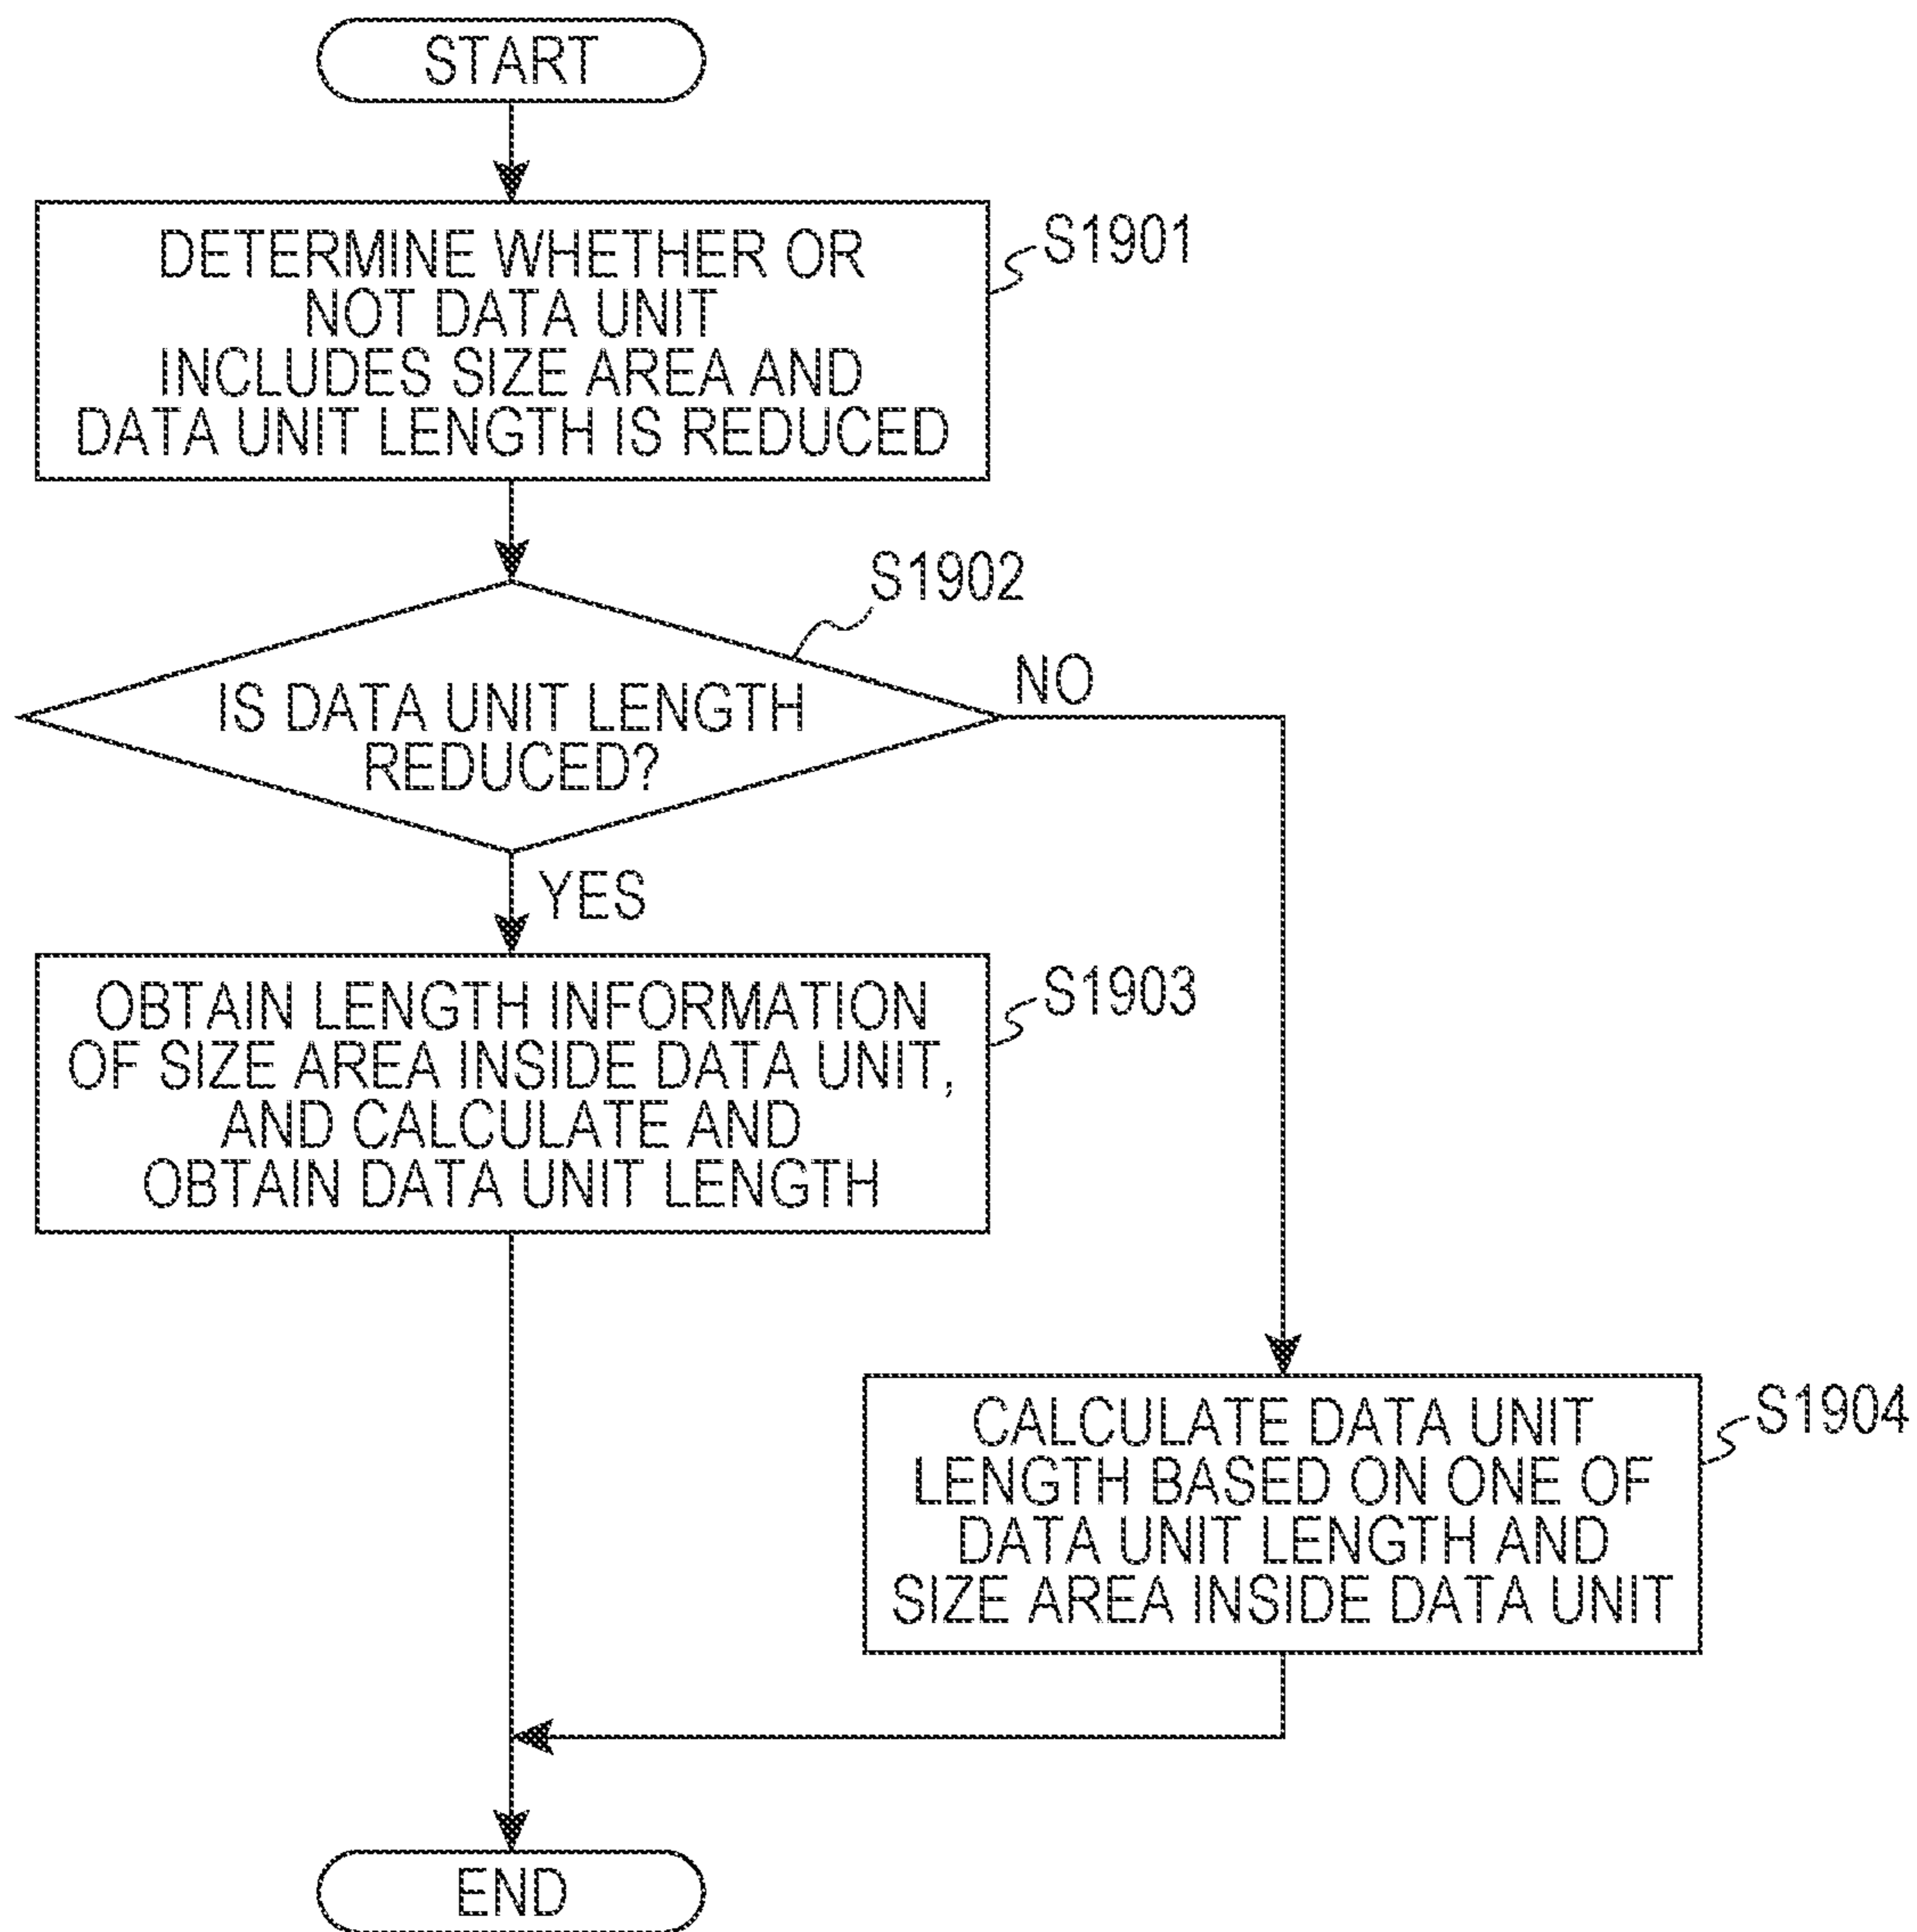 START
DETERMINE WHETHER OR
NOT DATA UNIT
INCLUDES SIZE AREA AND
DATA UNIT LENGTH IS REDUCED
S1901
S1902
IS DATA UNIT LENGTH
REDUCED?
NO
YES
OBTAIN LENGTH INFORMATION
OF SIZE AREA INSIDE DATA UNIT,
AND CALCULATE AND
OBTAIN DATA UNIT LENGTH
S1903
CALCULATE DATA UNIT
LENGTH BASED ON ONE OF
DATA UNIT LENGTH AND
SIZE AREA INSIDE DATA UNIT
S1904
END